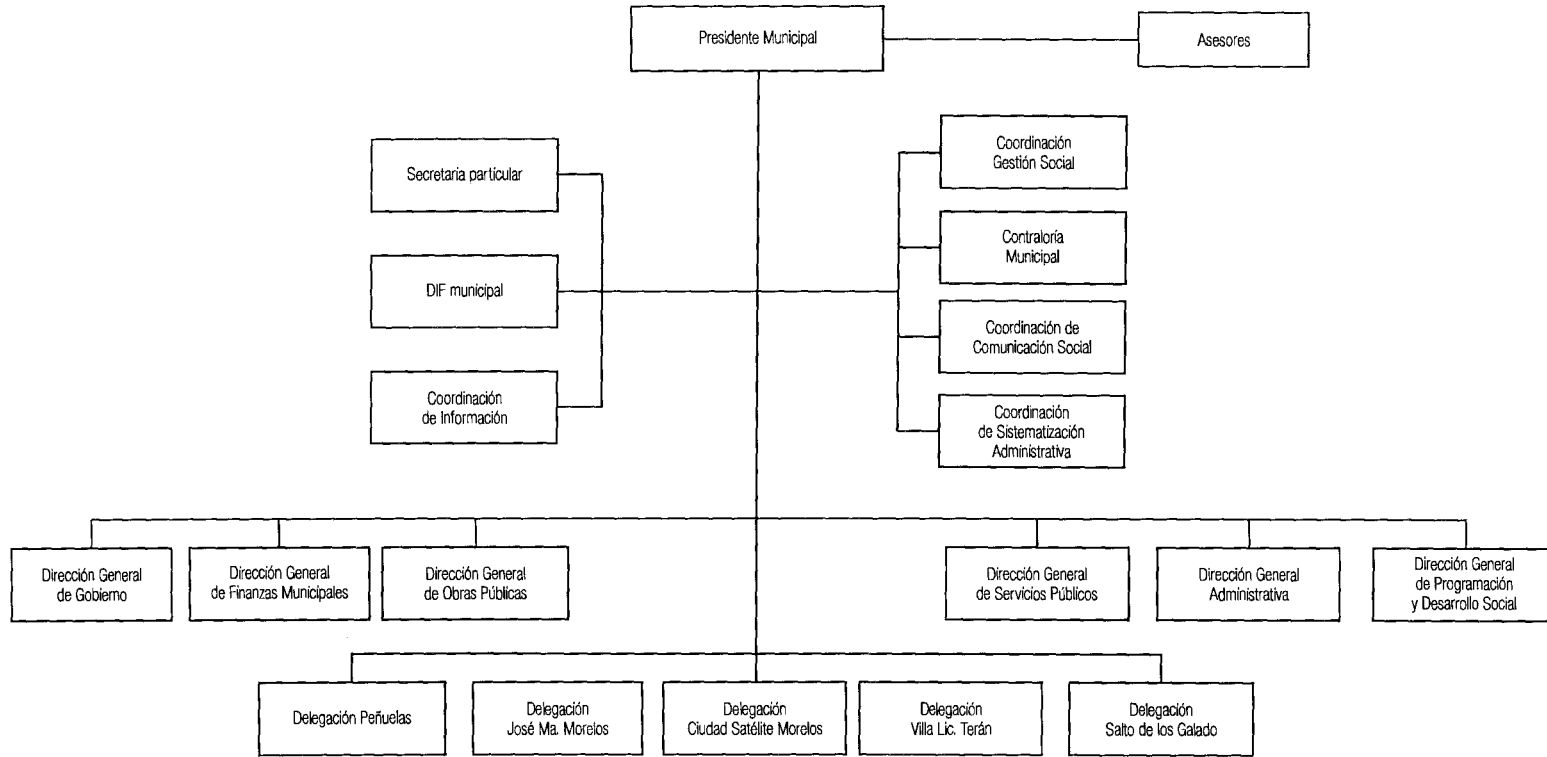 Presidente Municipal
Asesores
Secretaria particular
DIF municipal
Coordinación
de Información
Coordinación
Gestión Social
Contraloría
Municipal
Coordinación de
Comunicación Social
Coordinación
de Sistematización
Administrativa
Dirección General
de Gobierno
Dirección General
de Finanzas Municipales
Dirección General
de Obras Públicas
Dirección General
de Servicios Públicos
Dirección General
Administrativa
Dirección General
de Programación
y Desarrollo Social
Delegación Peñuelas
Delegación
José Ma. Morelos
Delegación
Ciudad Satélite Morelos
Delegación
Villa Lic. Terán
Delegación
Salto de los Galado